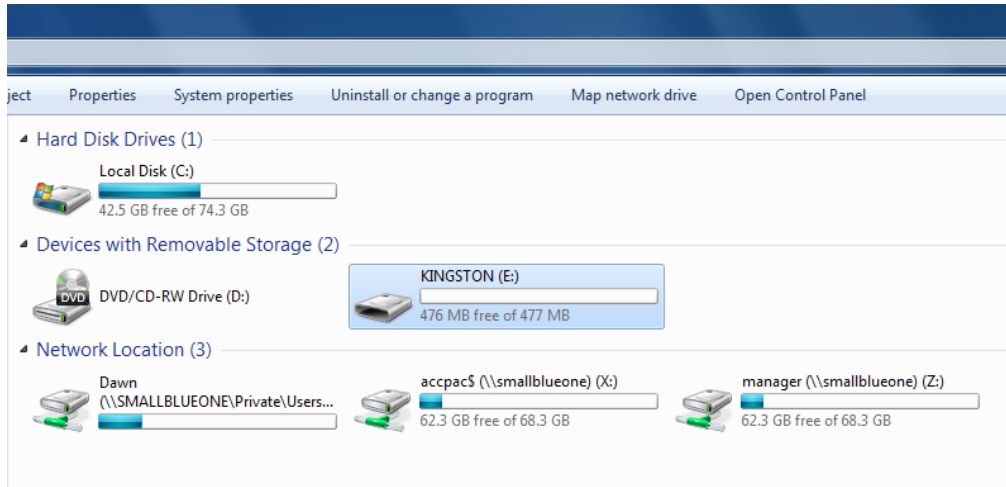 ject Properties System properties Uninstall or change a program Map network drive Open Control Panel
Hard Disk Drives (1)
Local Disk (C:)
42.5 GB free of 74.3 GB
Devices with Removable Storage (2)
DVD
DVD/CD-RW Drive (D:)
KINGSTON (E:)
476 MB free of 477 MB
Network Location (3)
Dawn
(\\SMALLBLUEONE\Private\Users...
accpac$ (\\smallblueone) (X:)
62.3 GB free of 68.3 GB
manager (\\smallblueone) (Z:)
62.3 GB free of 68.3 GB